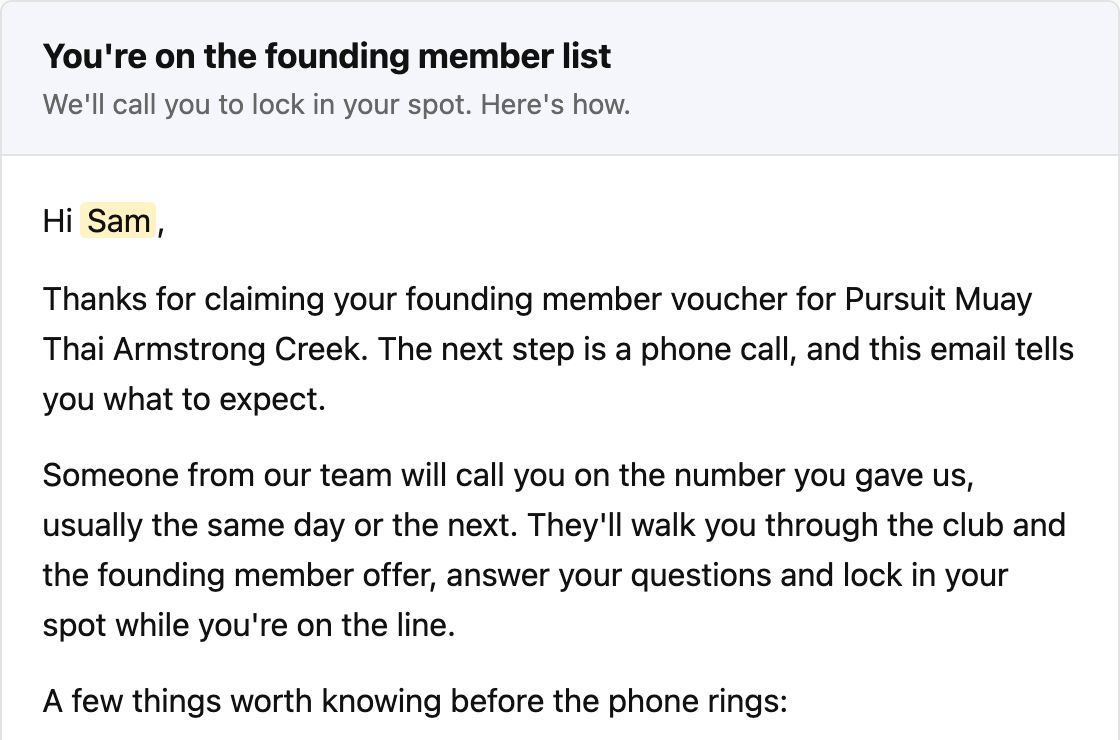 You're on the founding member list
We'll call you to lock in your spot. Here's how.
Hi Sam,
Thanks for claiming your founding member voucher for Pursuit Muay
Thai Armstrong Creek. The next step is a phone call, and this email tells
you what to expect.
Someone from our team will call you on the number you gave us,
usually the same day or the next. They'll walk you through the club and
the founding member offer, answer your questions and lock in your
spot while you're on the line.
A few things worth knowing before the phone rings: